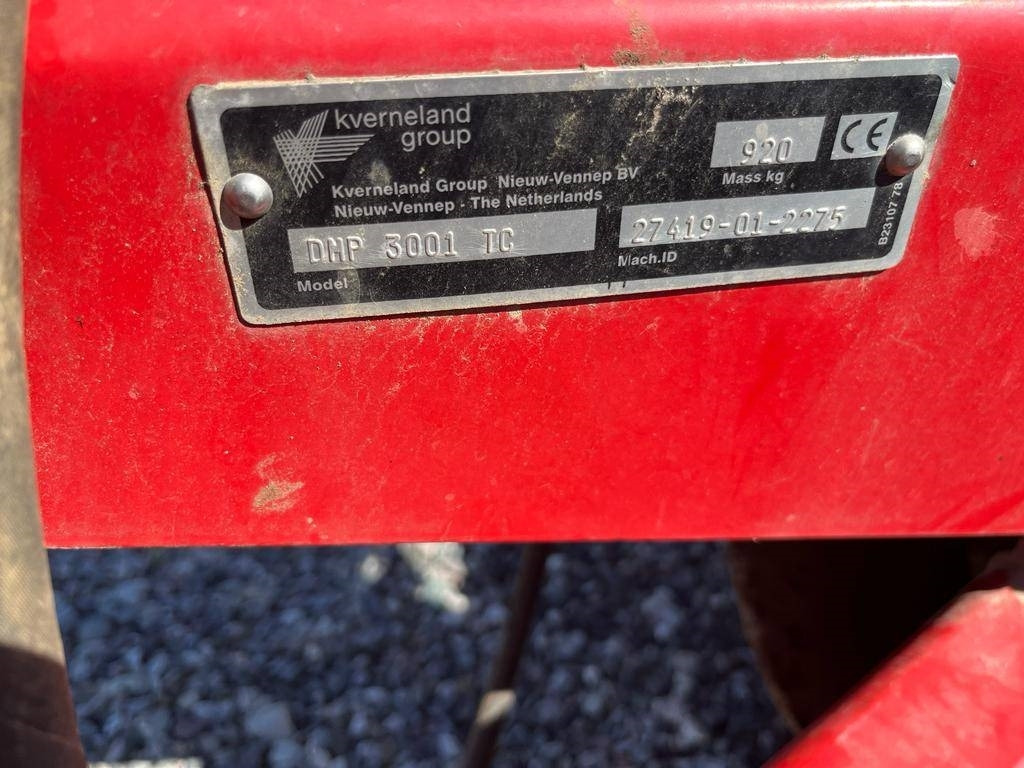 kverneland
group
Kverneland Group Nieuw-Vennep BV
Nieuw-Vennep - The Netherlands
920
Mass kg
CE
DMP 3001 TC
Model
27419-01-2275
Mach.ID
B23107 78